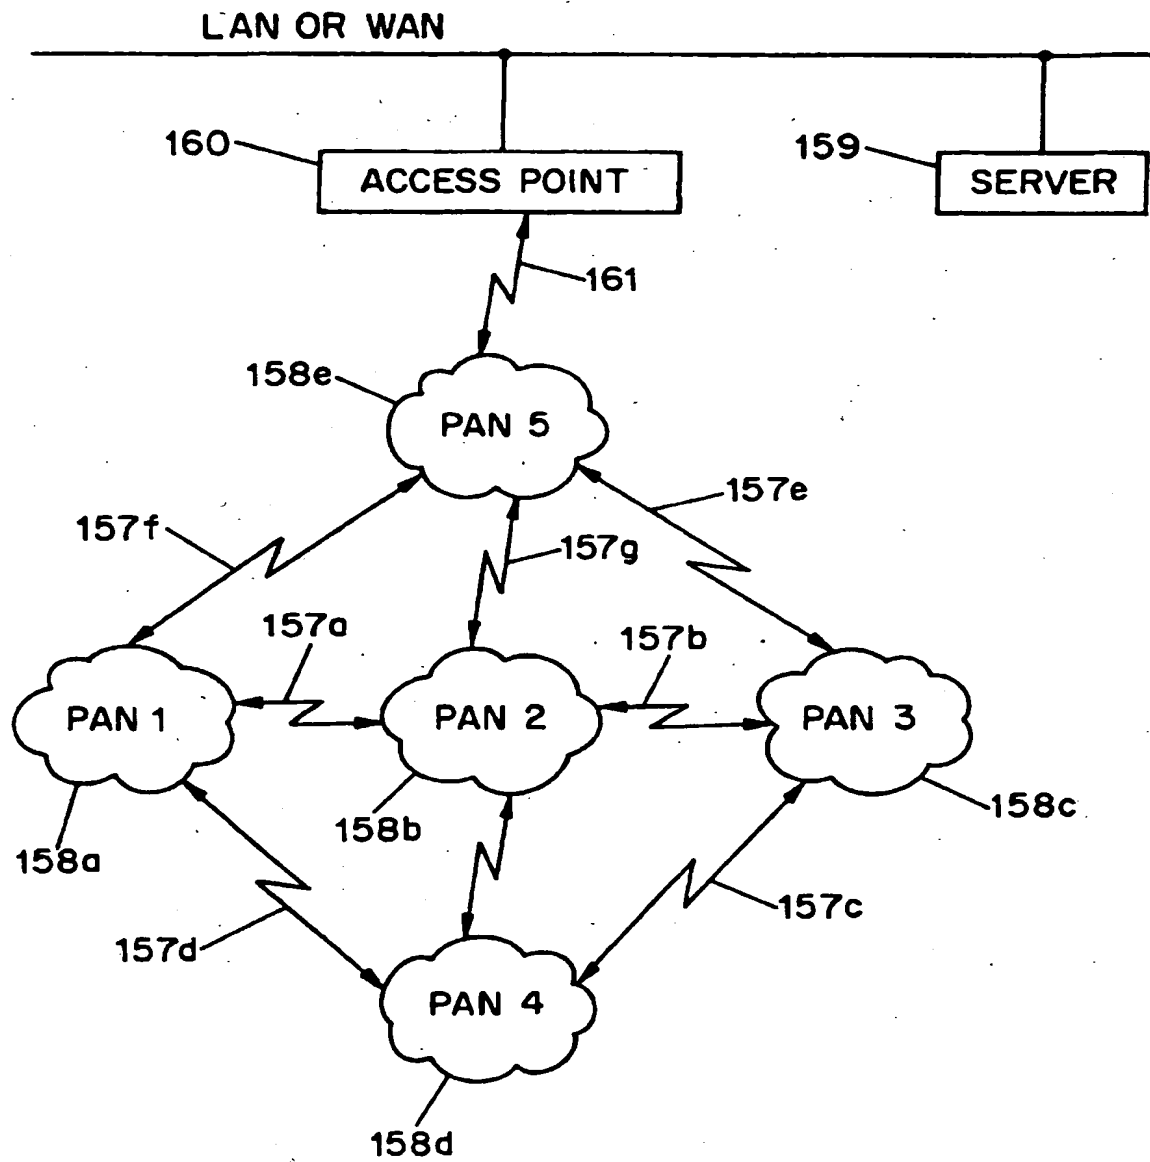 LAN OR WAN
160
ACCESS POINT
159
SERVER
161
158e
PAN 5
157e
157f
157g
157a
157b
PAN 1
PAN 2
PAN 3
158a
158b
158c
157d
157c
PAN 4
158d